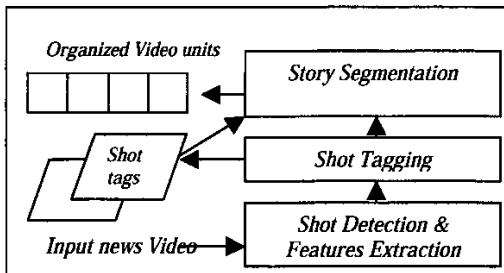 Organized Video units
Story Segmentation
Shot
tags
Shot Tagging
Input news Video
Shot Detection &
Features Extraction